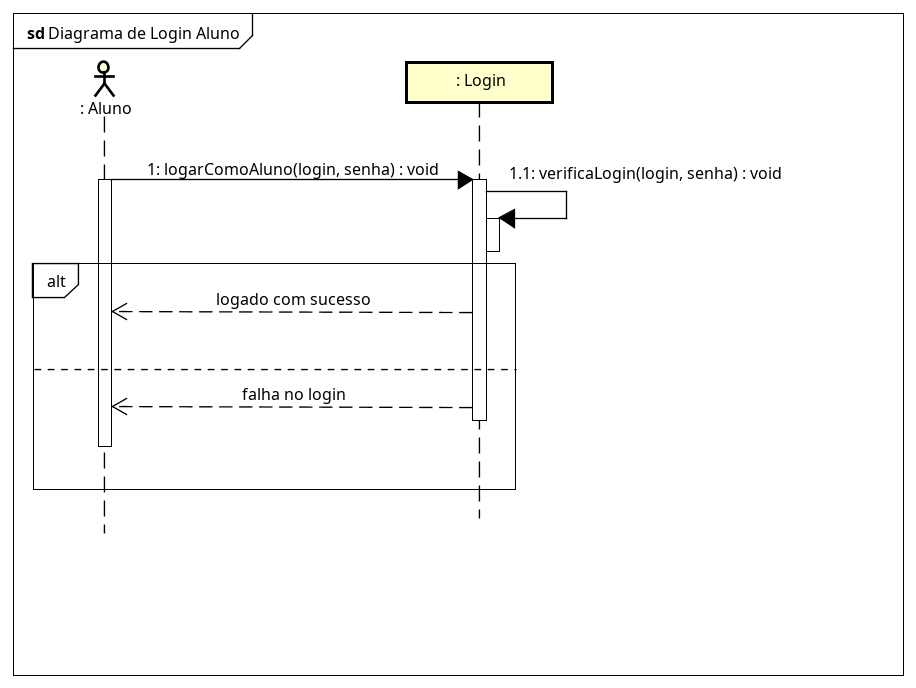 sd Diagrama de Login Aluno
: Aluno
: Login
1: logarComoAluno(login, senha) : void
1.1: verificaLogin(login, senha) : void
alt
logado com sucesso
falha no login